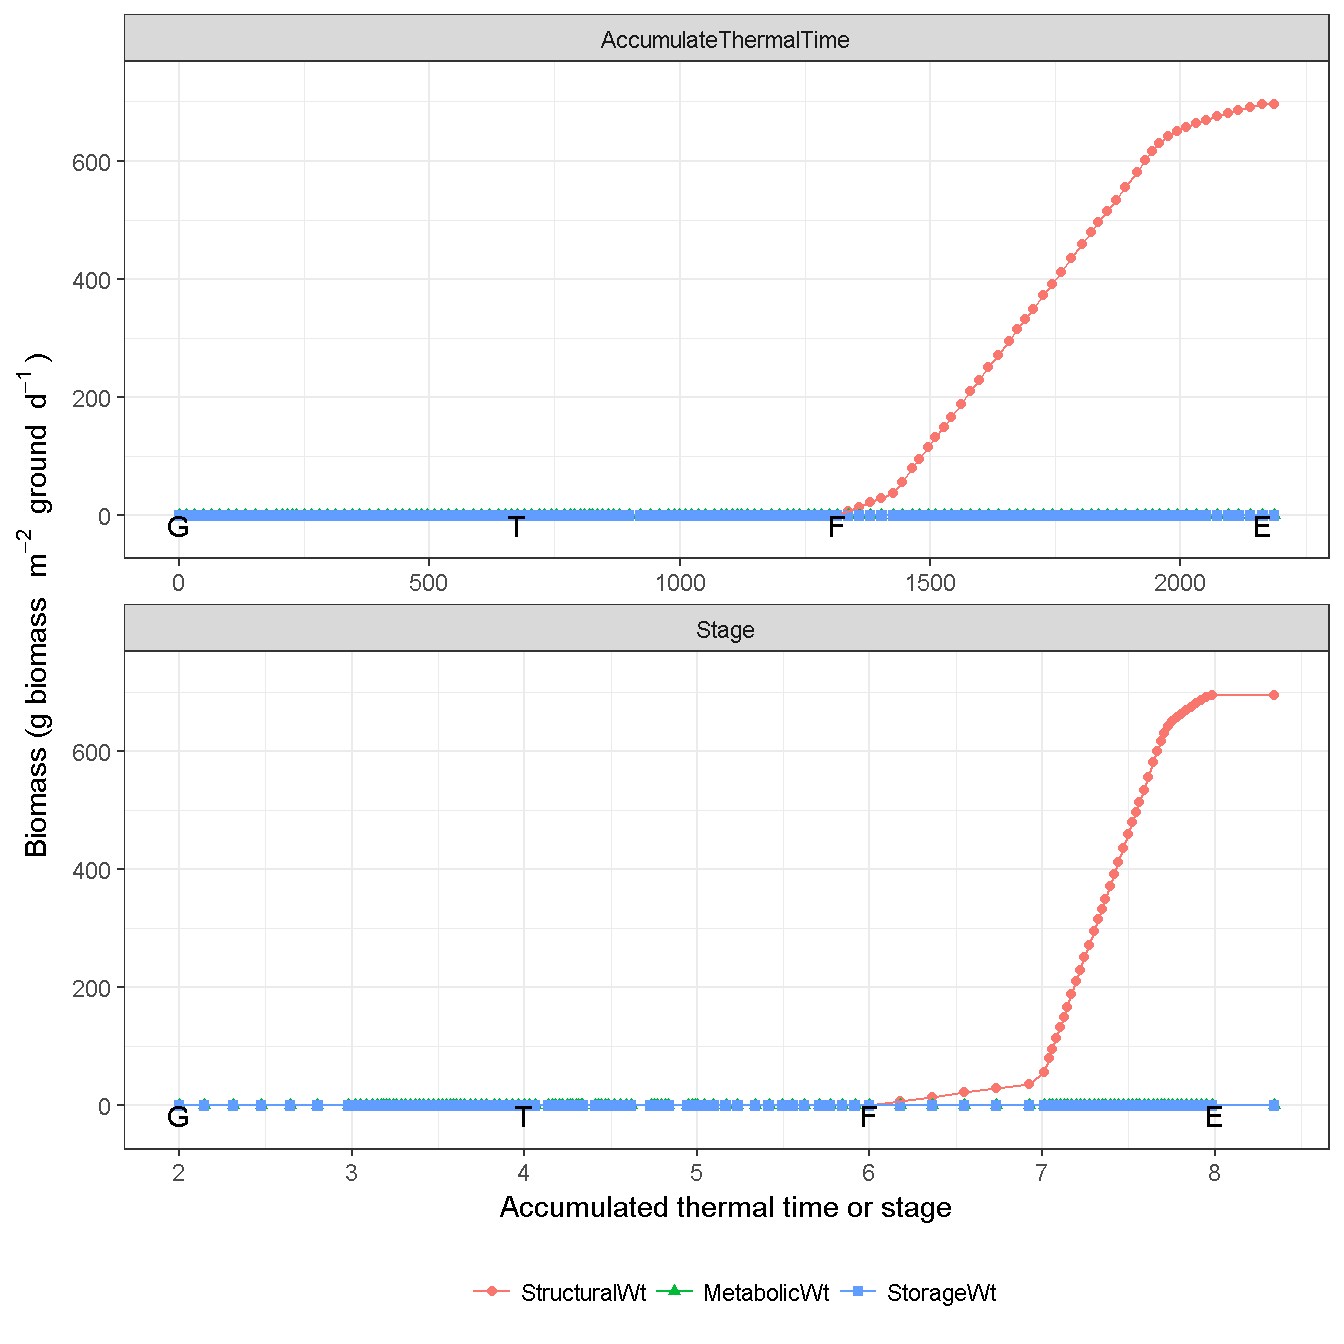 AccumulateThermalTime
600
400
200
0
G T F E
0 500 1000 1500 2000
Stage
600
400
200
0
G T F E
2 3 4 5 6 7 8
Biomass (g biomass m⁻² ground d⁻¹)
Accumulated thermal time or stage
StructuralWt MetabolicWt StorageWt